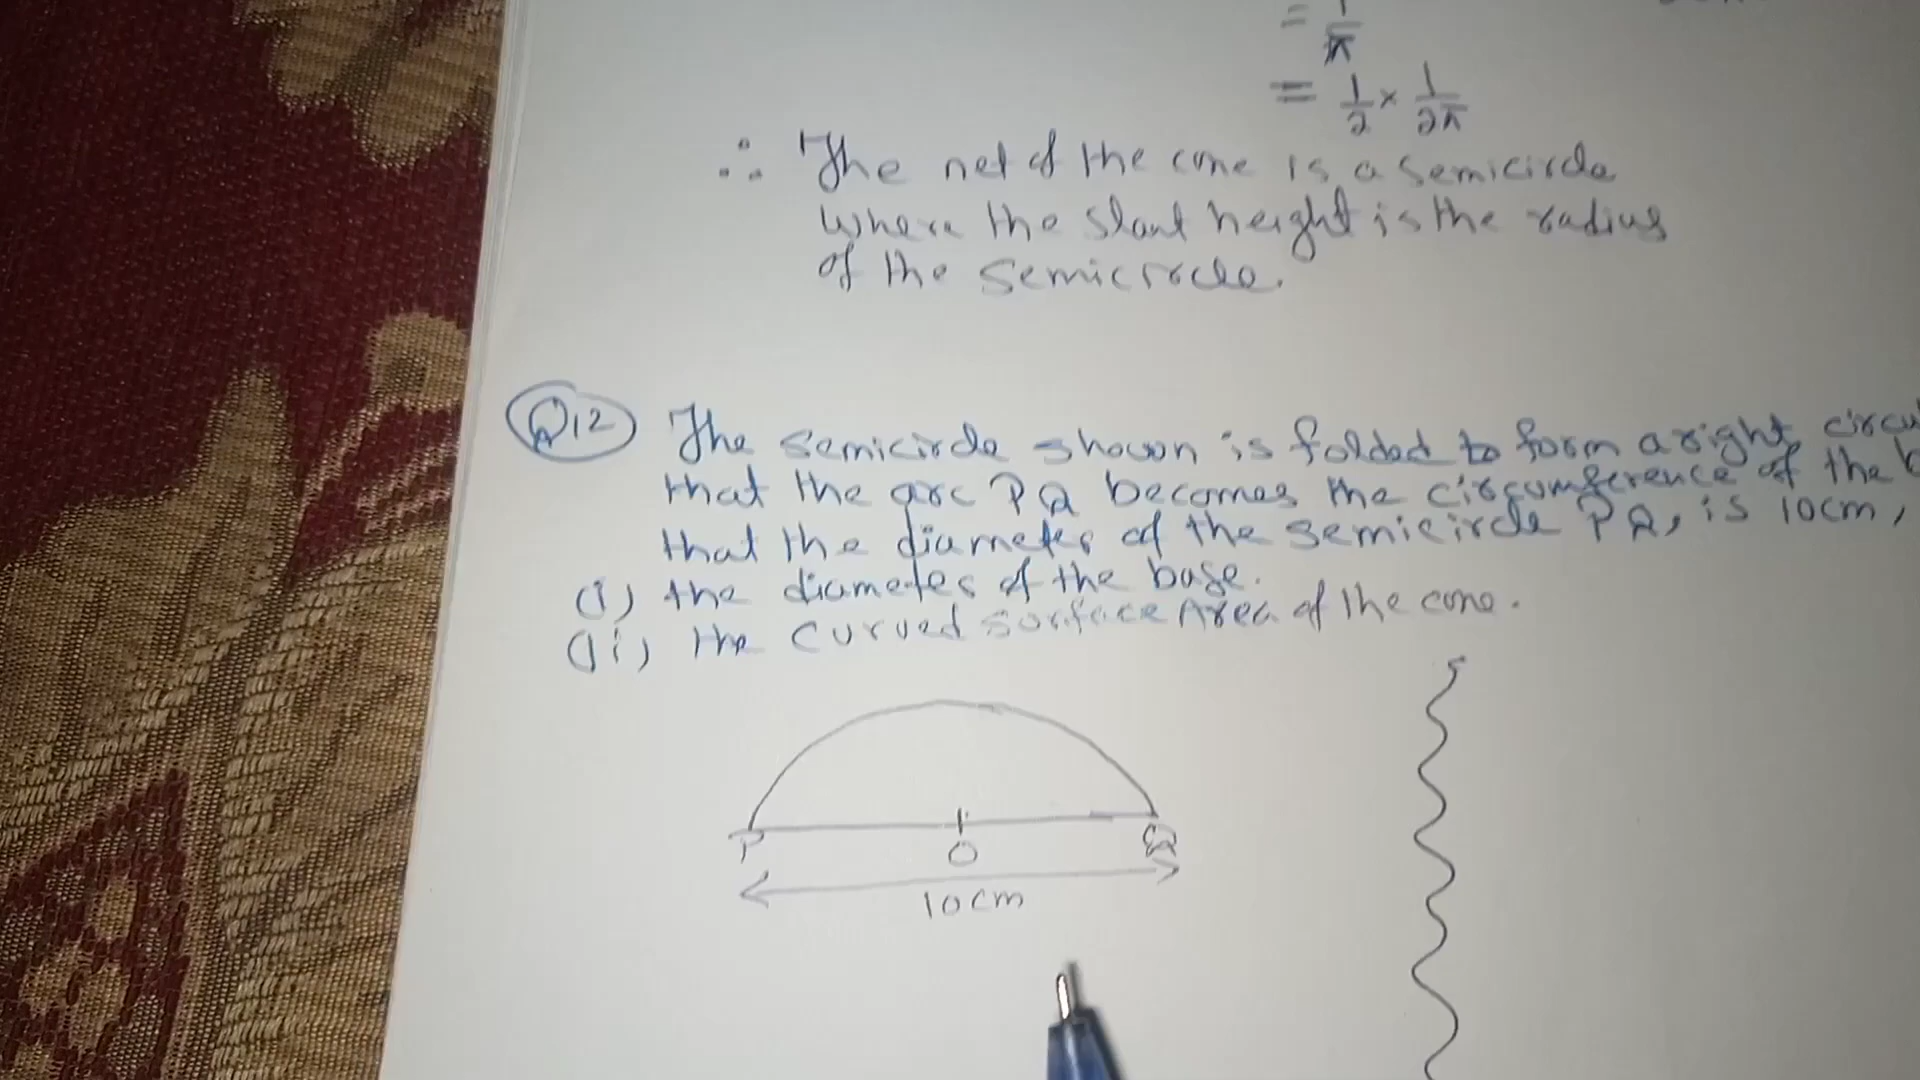 = 1/π
= 1/2 × 1/2π
∴ The net of the cone is a semicircle
where the slant height is the radius
of the semicircle.
Q12 The semicircle shown is folded to form a right
that the arc PQ becomes the circumference of the
that the diameter of the semicircle PQ, is 10cm,
(i) the diameter of the base.
(ii) the curved surface Area of the cone.
P O Q
10cm